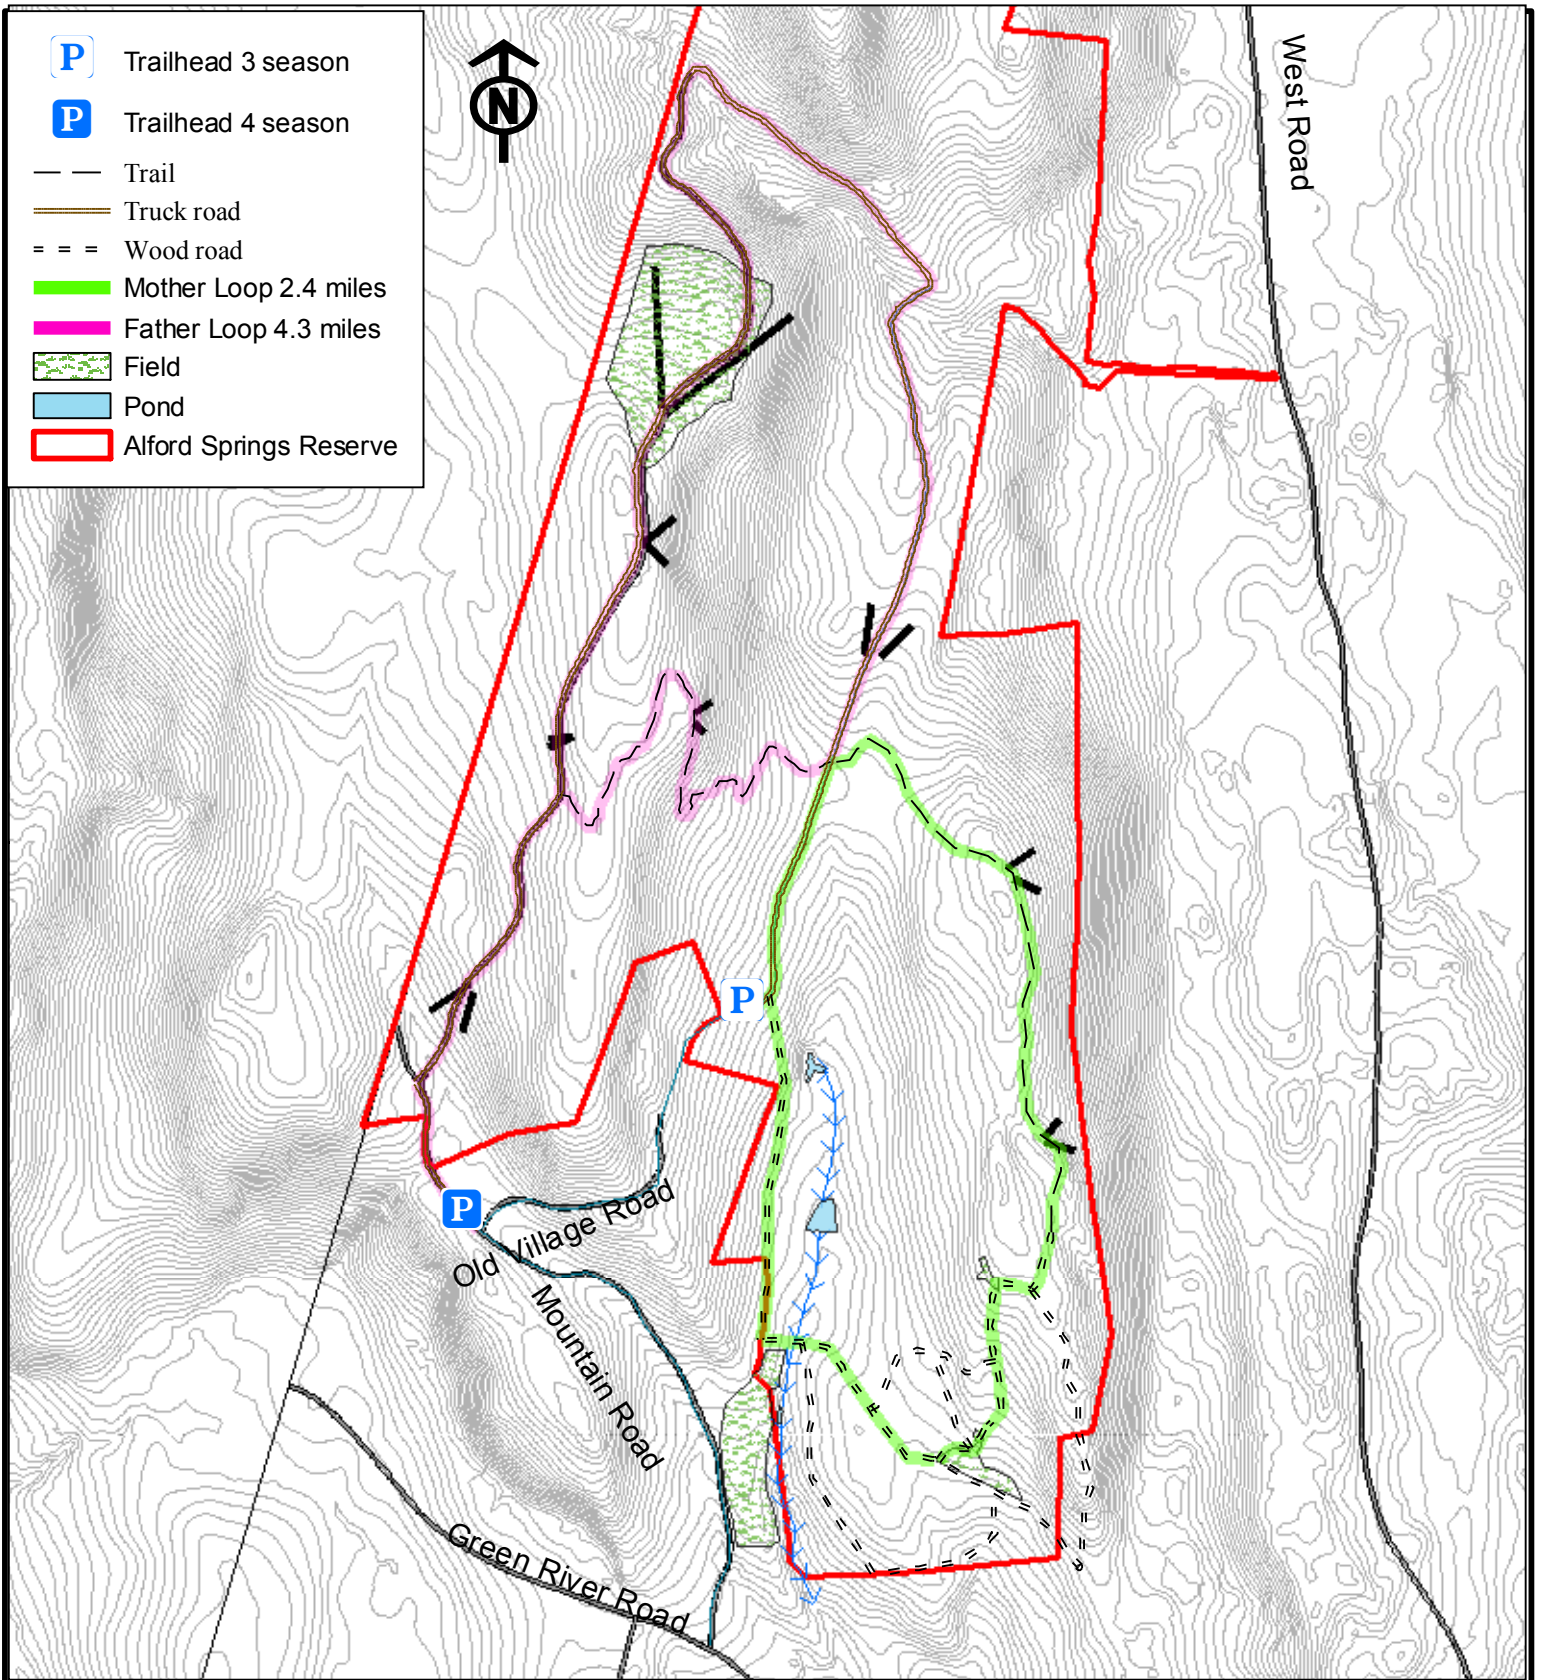 P Trailhead 3 season
P Trailhead 4 season
Trail
Truck road
Wood road
Mother Loop 2.4 miles
Father Loop 4.3 miles
Field
Pond
Alford Springs Reserve
N
West Road
P
P
Old Village Road
Mountain Road
Green River Road